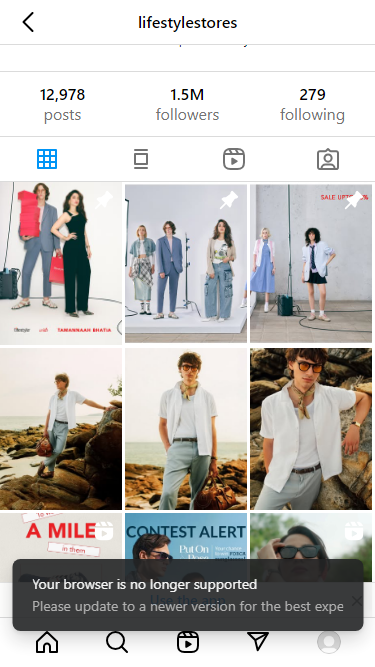 lifestylestores
12,978
posts
1.5M
followers
279
following
SALE UPTO
lifestyle with TAMANNAAH BHATIA
A MILE
in them
CONTEST ALERT
Put On
Your browser is no longer supported
Please update to a newer version for the best expe